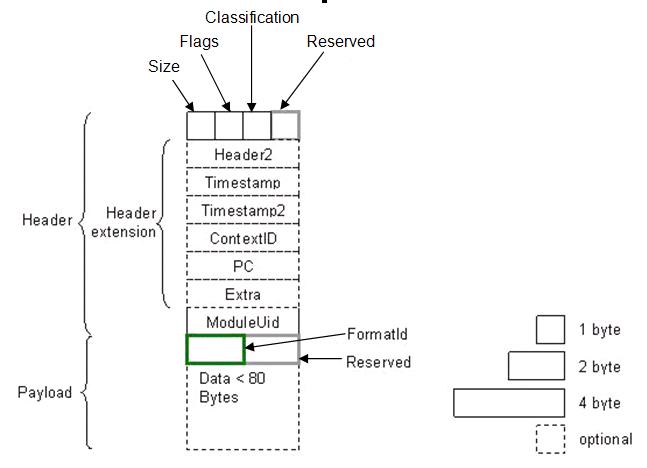 Classification
Flags
Reserved
Size
Header2
Timestamp
Timestamp2
Header
Header
extension
ContextID
PC
Extra
ModuleUid
FormatId
1 byte
Reserved
2 byte
Payload
Data < 80
Bytes
4 byte
optional